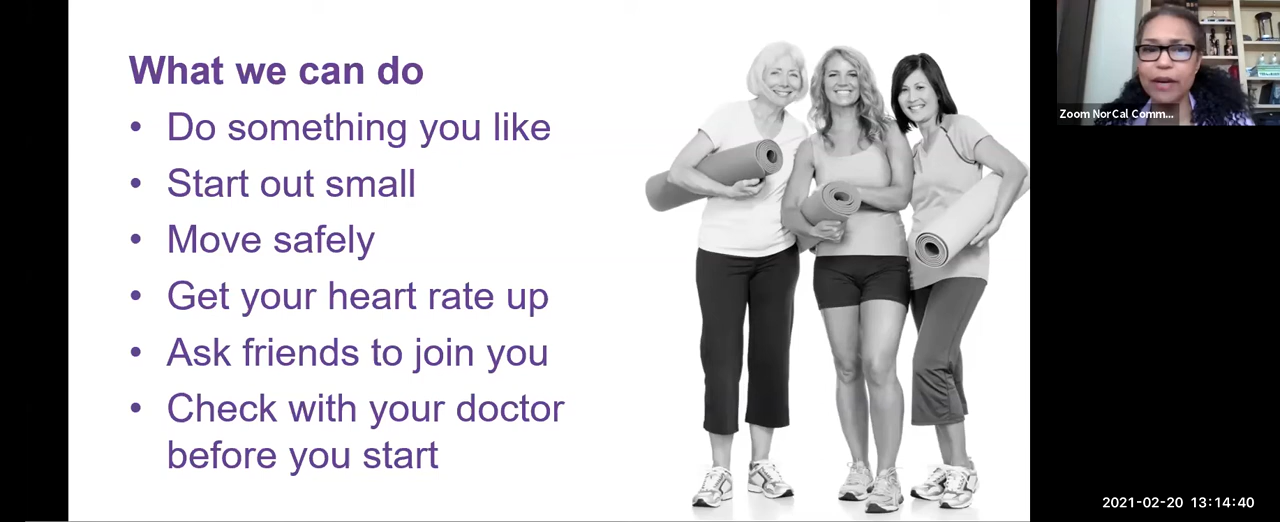 What we can do
• Do something you like
• Start out small
• Move safely
• Get your heart rate up
• Ask friends to join you
• Check with your doctor
before you start
Zoom NorCal Comm...
2021-02-20 13:14:40